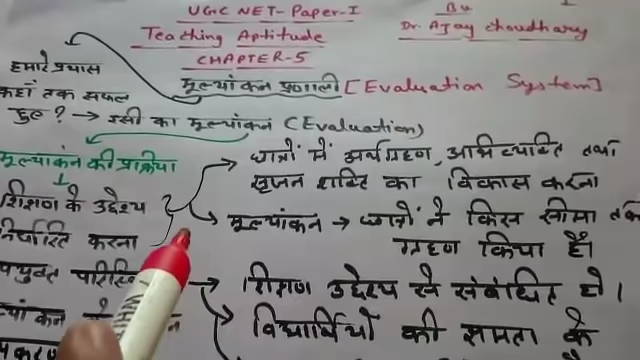 UGC NET-Paper-I
By
Teaching Aptitude
Dr. Ajay Choudhary
CHAPTER-5
मूल्यांकन प्रणाली [Evaluation System]
हमारे प्रयास
कहाँ तक सफल
हुए? → उसी का मूल्यांकन (Evaluation)
मूल्यांकन की प्रक्रिया
शिक्षण के उद्देश्य
निर्धारित करना
छात्रों में अर्थग्रहण, अभिव्यक्ति तथा
सृजन शक्ति का विकास करना
मूल्यांकन → छात्रों ने किस सीमा तक
ग्रहण किया है।
शिक्षण उद्देश्य से संबंधित हो।
विद्यार्थियों की क्षमता के